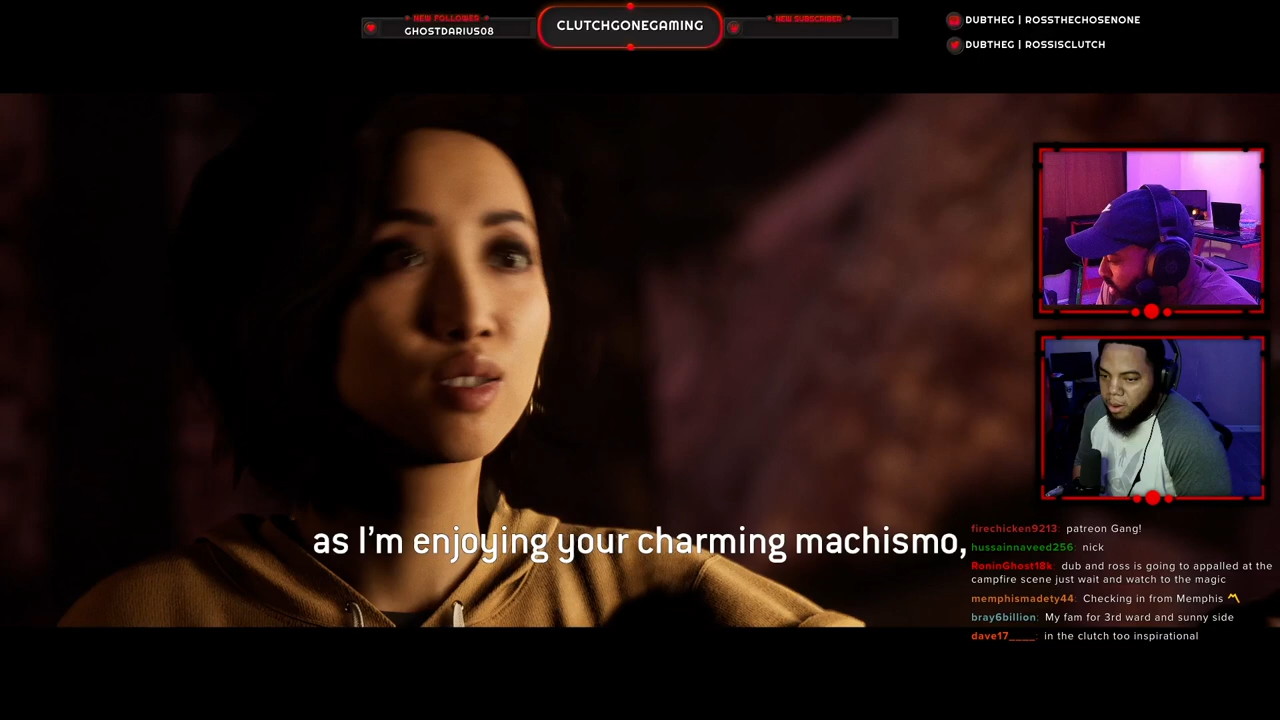 NEW FOLLOWER
GHOSTDARIUS08
CLUTCHGONEGAMING
NEW SUBSCRIBER
DUBTHEG | ROSSTHECHOSENONE
DUBTHEG | ROSSISCLUTCH
as I'm enjoying your charming machismo,
firechicken9213: patreon Gang!
hussainnaveed256: nick
RoninGhost18k: dub and ross is going to appalled at the
campfire scene just wait and watch to the magic
memphismadety44: Checking in from Memphis
bray6billion: My fam for 3rd ward and sunny side
dave17____: in the clutch too inspirational